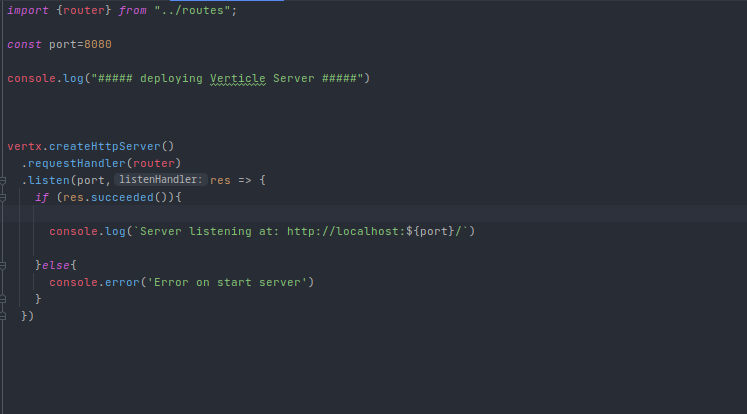 import {router} from "../routes";
const port=8080
console.log("##### deploying Verticle Server #####")
vertx.createHttpServer()
.requestHandler(router)
.listen(port, listenHandler: res => {
if (res.succeeded()){
console.log(`Server listening at: http://localhost:${port}/`)
}else{
console.error('Error on start server')
}
})